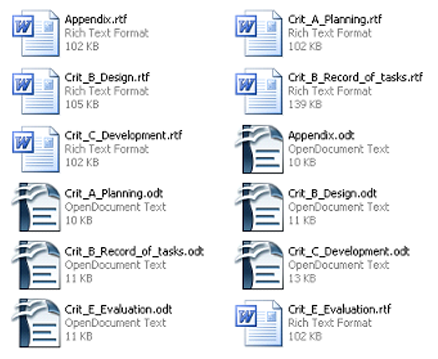 Appendix.rtf
Rich Text Format
102 KB
Crit_A_Planning.rtf
Rich Text Format
102 KB
Crit_B_Design.rtf
Rich Text Format
105 KB
Crit_B_Record_of_tasks.rtf
Rich Text Format
139 KB
Crit_C_Development.rtf
Rich Text Format
102 KB
Appendix.odt
OpenDocument Text
10 KB
Crit_A_Planning.odt
OpenDocument Text
10 KB
Crit_B_Design.odt
OpenDocument Text
11 KB
Crit_B_Record_of_tasks.odt
OpenDocument Text
11 KB
Crit_C_Development.odt
OpenDocument Text
13 KB
Crit_E_Evaluation.odt
OpenDocument Text
11 KB
Crit_E_Evaluation.rtf
Rich Text Format
102 KB